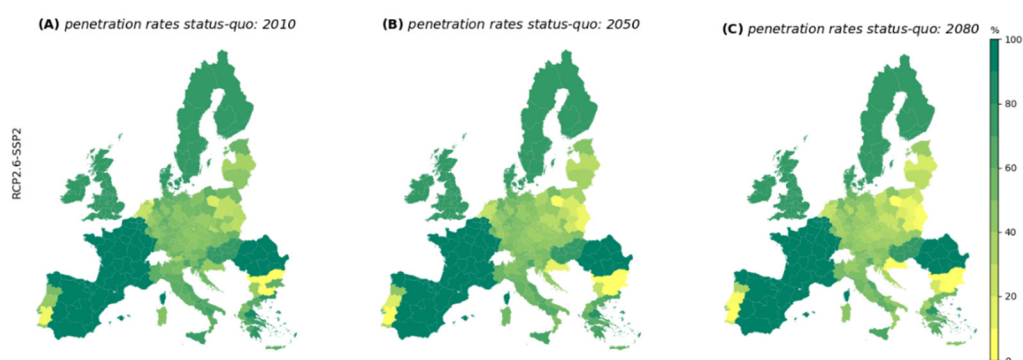 (A) penetration rates status-quo: 2010
(B) penetration rates status-quo: 2050
(C) penetration rates status-quo: 2080
%
100
80
60
40
20
0
RCP2.6-SSP2